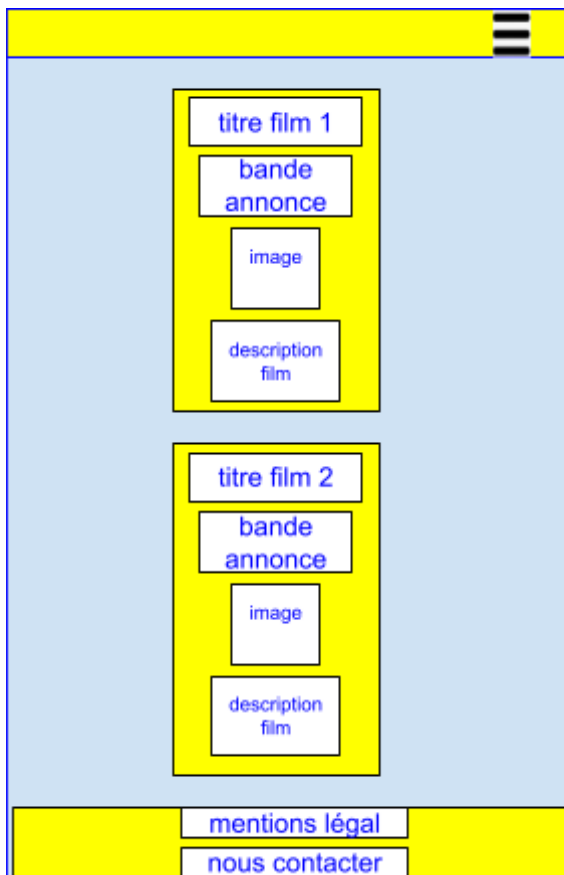 titre film 1
bande
annonce
image
description
film
titre film 2
bande
annonce
image
description
film
mentions légal
nous contacter